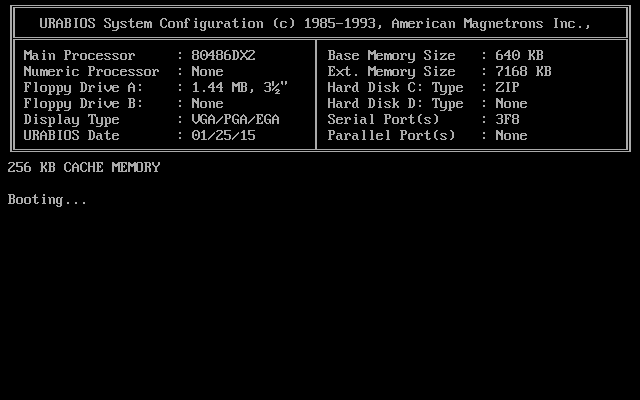 URABIOS System Configuration (c) 1985-1993, American Magnetrons Inc.,
Main Processor : 80486DX2
Numeric Processor : None
Floppy Drive A: : 1.44 MB, 3½"
Floppy Drive B: : None
Display Type : VGA/PGA/EGA
URABIOS Date : 01/25/15
Base Memory Size : 640 KB
Ext. Memory Size : 7168 KB
Hard Disk C: Type : ZIP
Hard Disk D: Type : None
Serial Port(s) : 3F8
Parallel Port(s) : None
256 KB CACHE MEMORY
Booting...